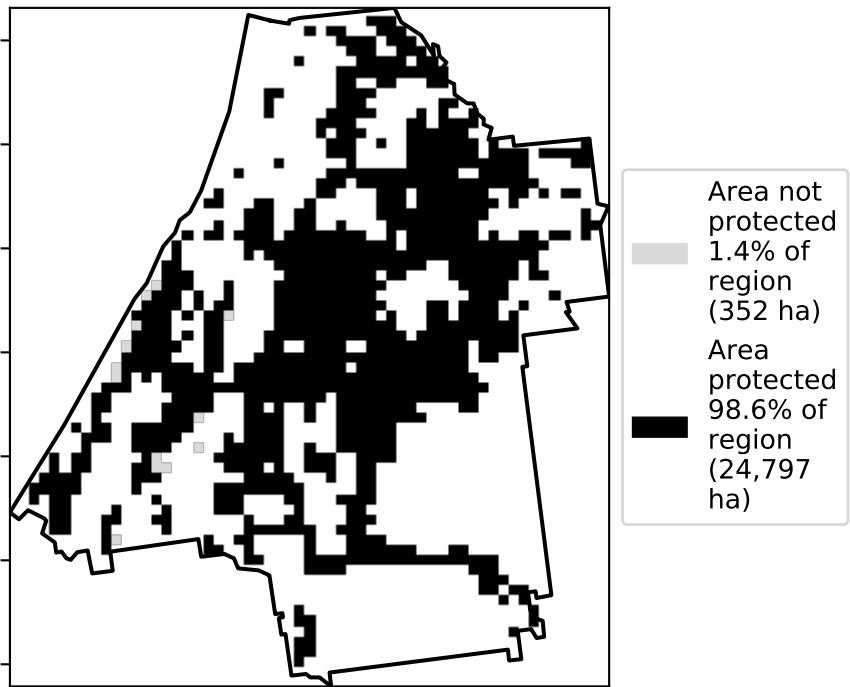 Area not
protected
1.4% of
region
(352 ha)
Area
protected
98.6% of
region
(24,797
ha)